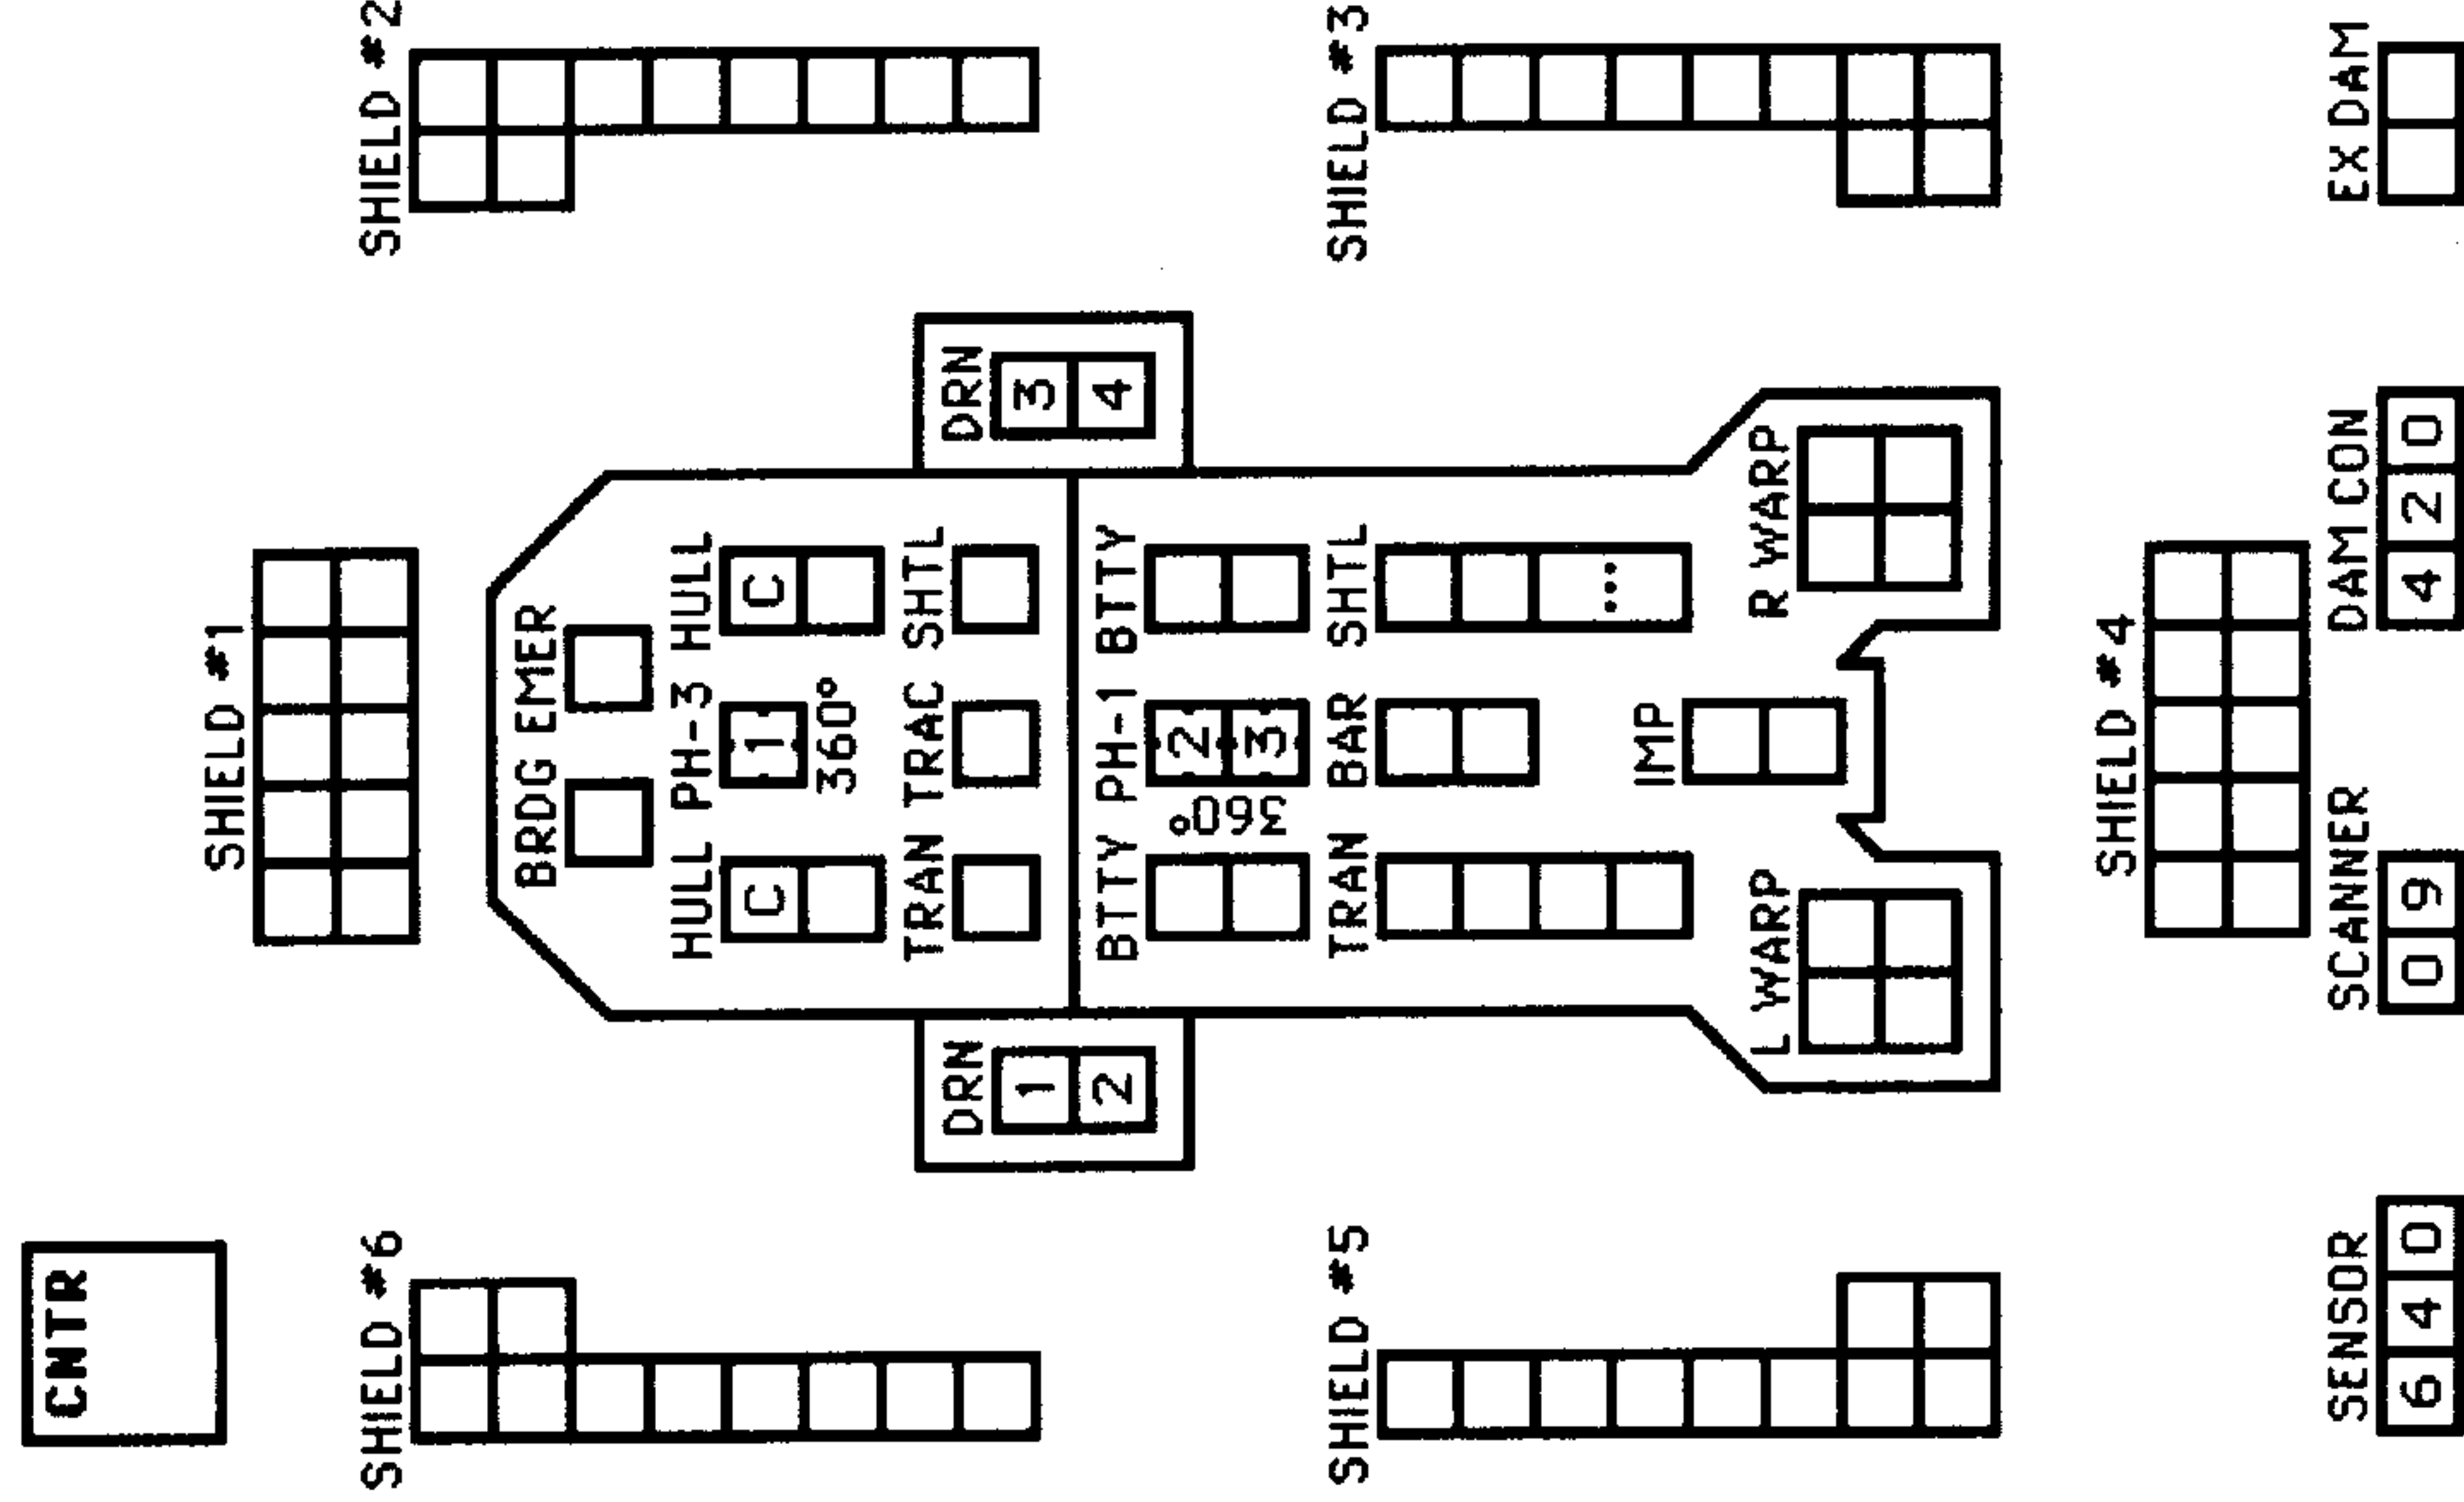 CNTR
SHIELD #1
SHIELD #6 SHIELD #2
BRDG EMER
HULL PH-3 HULL
C 1 C
360°
TRAN TRAC SHTL
DRN DRN
1 3
2 4
BTTY PH-1 BTTY
2
3
360°
SHIELD #5 TRAN BAR SHTL SHIELD #3
...
IMP
L WARP R WARP
SHIELD #4
SENSOR SCANNER DAM CON EX DAM
6 4 0 0 9 4 2 0